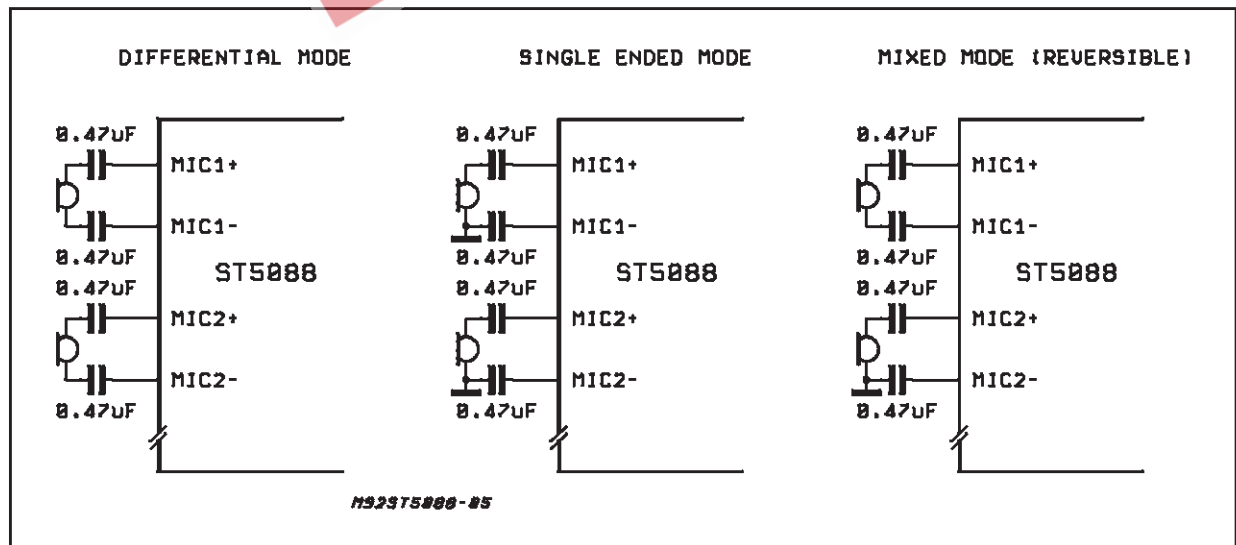 DIFFERENTIAL MODE
SINGLE ENDED MODE
MIXED MODE (REVERSIBLE)
0.47uF
MIC1+
MIC1-
0.47uF
ST5088
0.47uF
MIC2+
MIC2-
0.47uF
0.47uF
MIC1+
MIC1-
0.47uF
ST5088
0.47uF
MIC2+
MIC2-
0.47uF
0.47uF
MIC1+
MIC1-
0.47uF
ST5088
0.47uF
MIC2+
MIC2-
0.47uF
M92ST5088-05